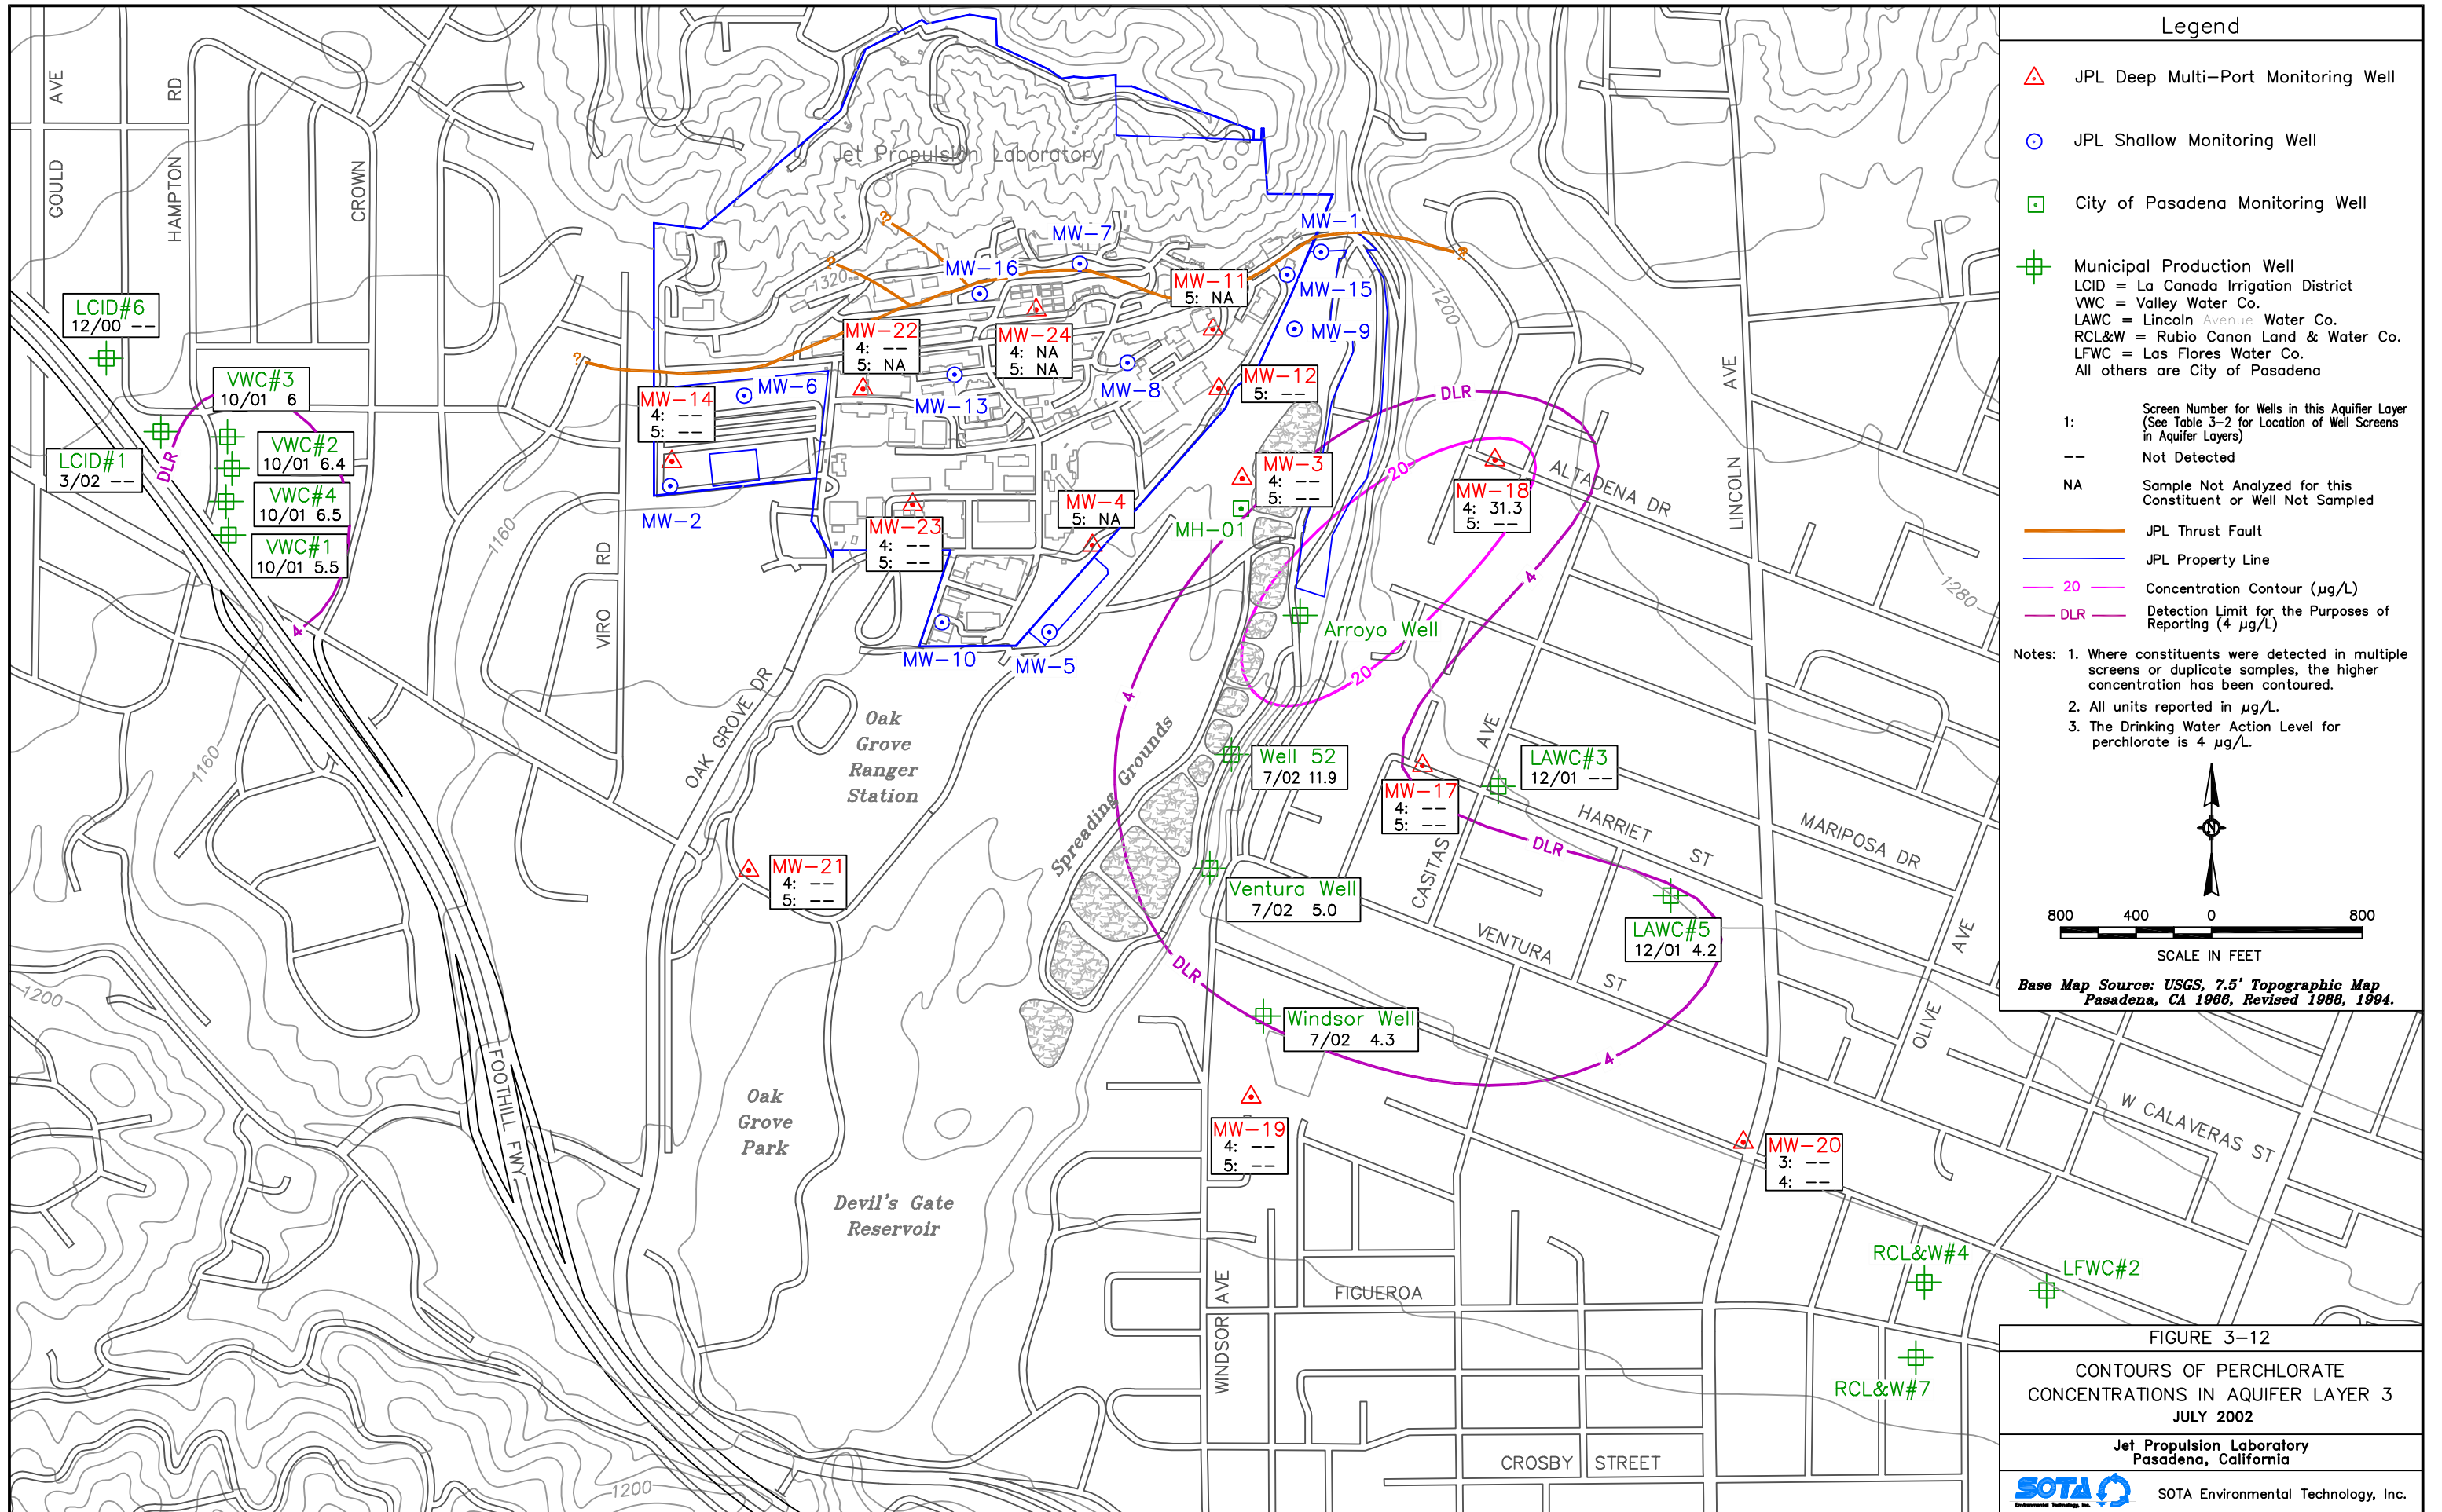 Legend
JPL Deep Multi-Port Monitoring Well
JPL Shallow Monitoring Well
City of Pasadena Monitoring Well
Municipal Production Well
LCID = La Canada Irrigation District
VWC = Valley Water Co.
LAWC = Lincoln Avenue Water Co.
RCL&W = Rubio Canon Land & Water Co.
LFWC = Las Flores Water Co.
All others are City of Pasadena
1: Screen Number for Wells in this Aquifier Layer
(See Table 3-2 for Location of Well Screens
in Aquifer Layers)
-- Not Detected
NA Sample Not Analyzed for this
Constituent or Well Not Sampled
JPL Thrust Fault
JPL Property Line
20 Concentration Contour (µg/L)
DLR Detection Limit for the Purposes of
Reporting (4 µg/L)
Notes: 1. Where constituents were detected in multiple
screens or duplicate samples, the higher
concentration has been contoured.
2. All units reported in µg/L.
3. The Drinking Water Action Level for
perchlorate is 4 µg/L.
N
800 400 0 800
SCALE IN FEET
Base Map Source: USGS, 7.5' Topographic Map
Pasadena, CA 1966, Revised 1988, 1994.
FIGURE 3-12
CONTOURS OF PERCHLORATE
CONCENTRATIONS IN AQUIFER LAYER 3
JULY 2002
Jet Propulsion Laboratory
Pasadena, California
SOTA
Environmental Technology, Inc.
SOTA Environmental Technology, Inc.
GOULD AVE
HAMPTON RD
CROWN
Jet Propulsion Laboratory
LCID#6
12/00 --
VWC#3
10/01 6
VWC#2
10/01 6.4
VWC#4
10/01 6.5
VWC#1
10/01 5.5
LCID#1
3/02 --
DLR
4
1160
1160
VIRO RD
1320
?
?
?
?
MW-7
MW-16
MW-1
MW-11
5: NA
MW-15
MW-9
MW-22
4: --
5: NA
MW-24
4: NA
5: NA
MW-8
MW-12
5: --
MW-6
MW-13
MW-14
4: --
5: --
MW-2
MW-23
4: --
5: --
MW-4
5: NA
MW-3
4: --
5: --
MH-01
MW-10
MW-5
MW-18
4: 31.3
5: --
DLR
20
20
4
4
1200
1280
ALTADENA DR
LINCOLN AVE
Arroyo Well
OAK GROVE DR
Oak
Grove
Ranger
Station
Spreading Grounds
Well 52
7/02 11.9
MW-17
4: --
5: --
LAWC#3
12/01 --
CASITAS AVE
HARRIET ST
MARIPOSA DR
DLR
MW-21
4: --
5: --
Ventura Well
7/02 5.0
LAWC#5
12/01 4.2
VENTURA ST
DLR
OLIVE AVE
Windsor Well
7/02 4.3
4
1200
FOOTHILL FWY
Oak
Grove
Park
MW-19
4: --
5: --
MW-20
3: --
4: --
W CALAVERAS ST
Devil's Gate
Reservoir
RCL&W#4
LFWC#2
RCL&W#7
WINDSOR AVE
FIGUEROA
CROSBY STREET
1200